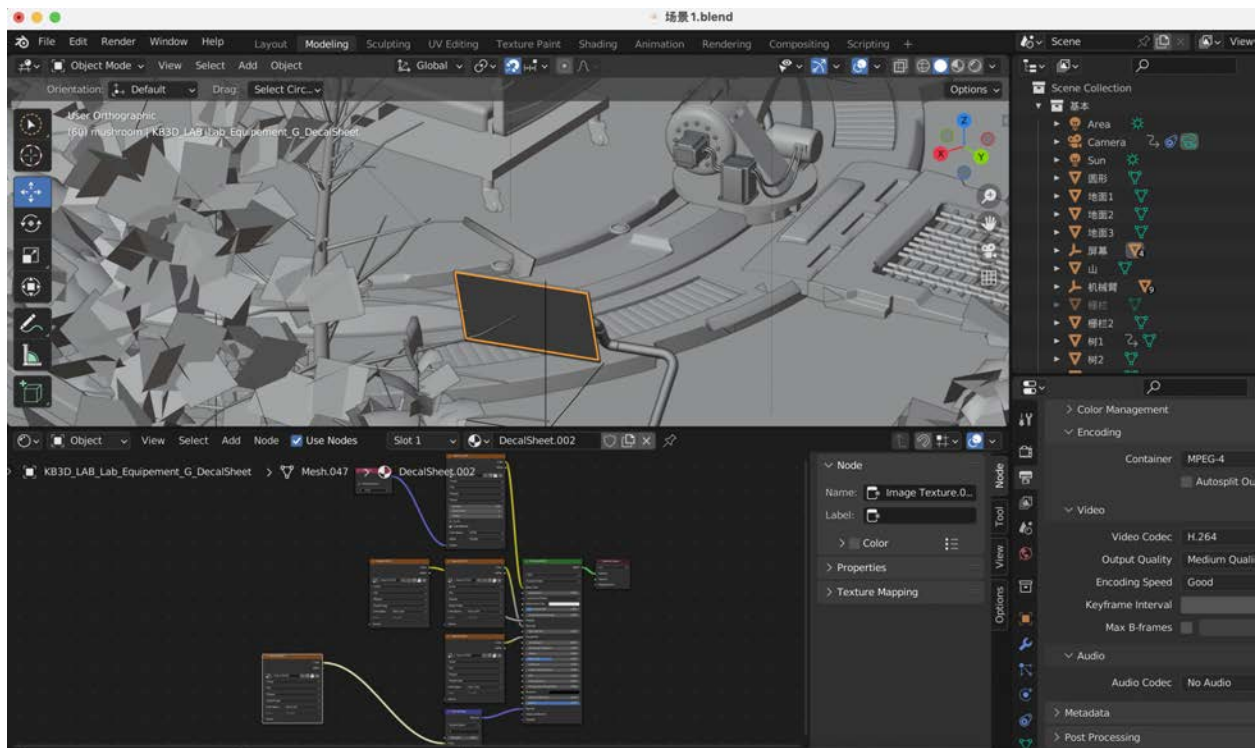 场景1.blend
File Edit Render Window Help Layout Modeling Sculpting UV Editing Texture Paint Shading Animation Rendering Compositing Scripting + Scene View
Object Mode View Select Add Object Global
Orientation: Default Drag: Select Circ... Options
User Orthographic
(60) mushroom | KB3D_LAB_Lab_Equipement_G_DecalSheet
Z
X
Y
Scene Collection
基本
Area
Camera
Sun
圆形
地面1
地面2
地面3
屏幕 4
山
机械臂 9
栅栏
栅栏2
树1
树2
Object View Select Add Node Use Nodes Slot 1 DecalSheet.002
KB3D_LAB_Lab_Equipement_G_DecalSheet > Mesh.047 > DecalSheet.002
Node
Name: Image Texture.0...
Label:
Color
Properties
Texture Mapping
Node
Tool
View
Options
Color Management
Encoding
Container MPEG-4
Autosplit Ou
Video
Video Codec H.264
Output Quality Medium Quali
Encoding Speed Good
Keyframe Interval
Max B-frames
Audio
Audio Codec No Audio
Metadata
Post Processing